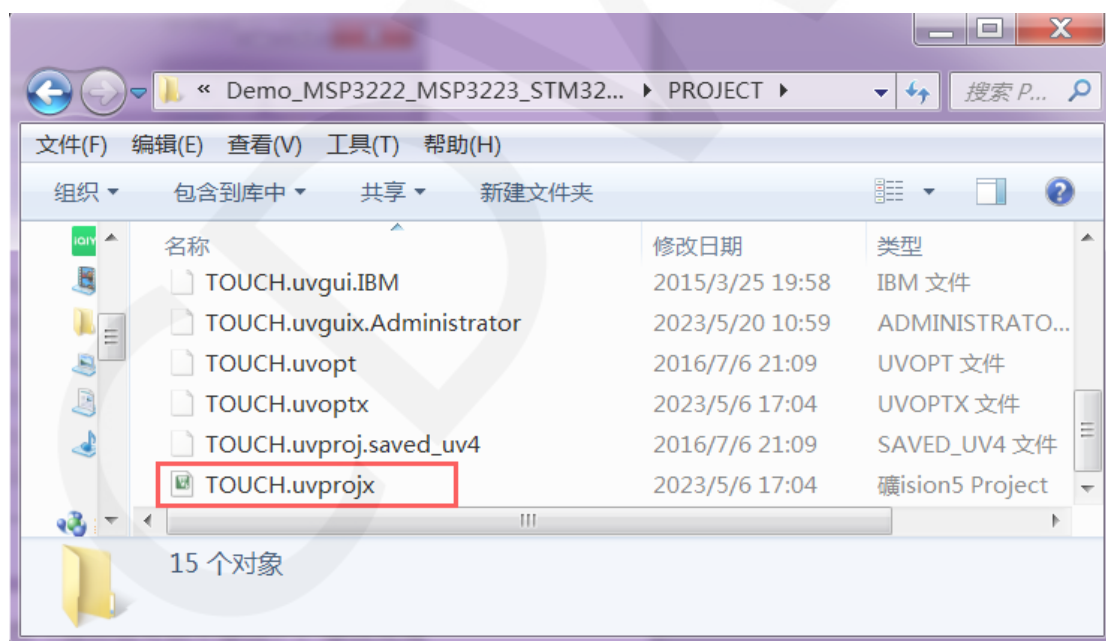 « Demo_MSP3222_MSP3223_STM32... ▸ PROJECT ▸ 搜索 P...
文件(F) 编辑(E) 查看(V) 工具(T) 帮助(H)
组织 包含到库中 共享 新建文件夹
名称 修改日期 类型
TOUCH.uvgui.IBM 2015/3/25 19:58 IBM 文件
TOUCH.uvguix.Administrator 2023/5/20 10:59 ADMINISTRATO...
TOUCH.uvopt 2016/7/6 21:09 UVOPT 文件
TOUCH.uvoptx 2023/5/6 17:04 UVOPTX 文件
TOUCH.uvproj.saved_uv4 2016/7/6 21:09 SAVED_UV4 文件
TOUCH.uvprojx 2023/5/6 17:04 礦ision5 Project
15 个对象